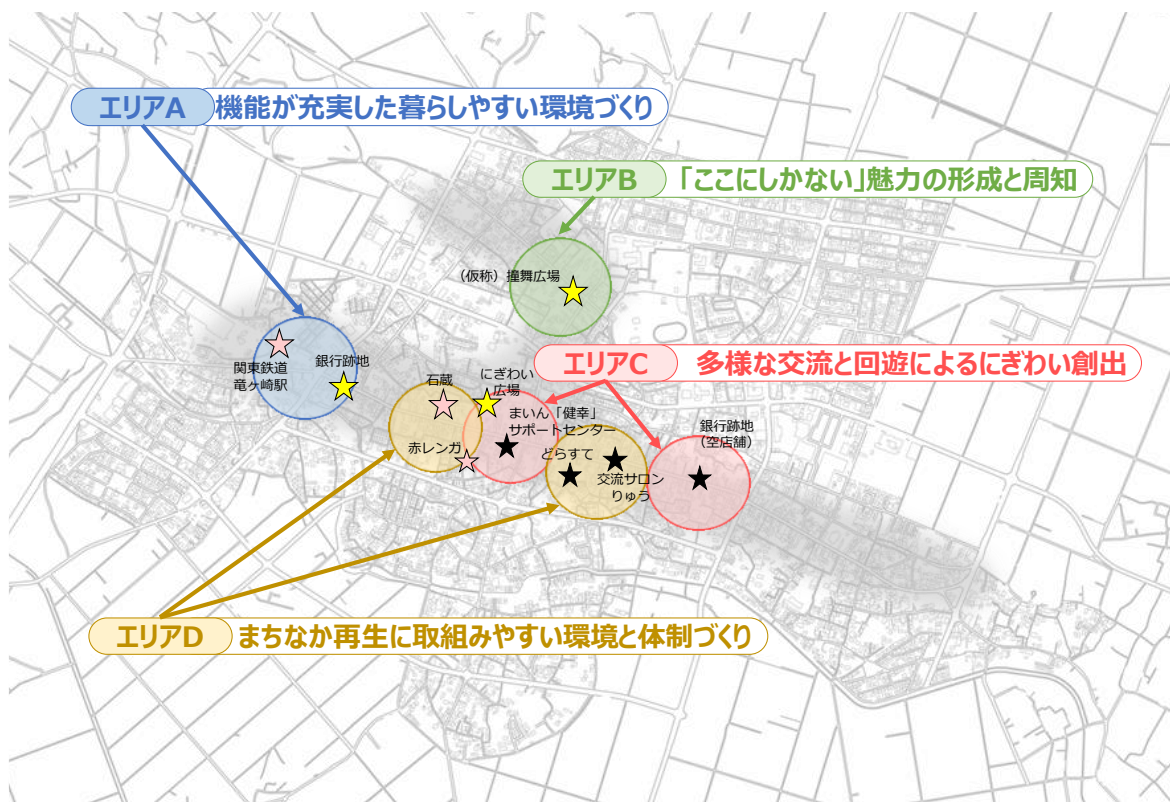 エリアA 機能が充実した暮らしやすい環境づくり
エリアB 「ここにしかない」魅力の形成と周知
（仮称）撞舞広場
関東鉄道
竜ヶ崎駅
銀行跡地
エリアC 多様な交流と回遊によるにぎわい創出
石蔵
にぎわい
広場
まいん「健幸」
サポートセンター
赤レンガ
どらすて
交流サロン
りゅう
銀行跡地
（空店舗）
エリアD まちなか再生に取組みやすい環境と体制づくり